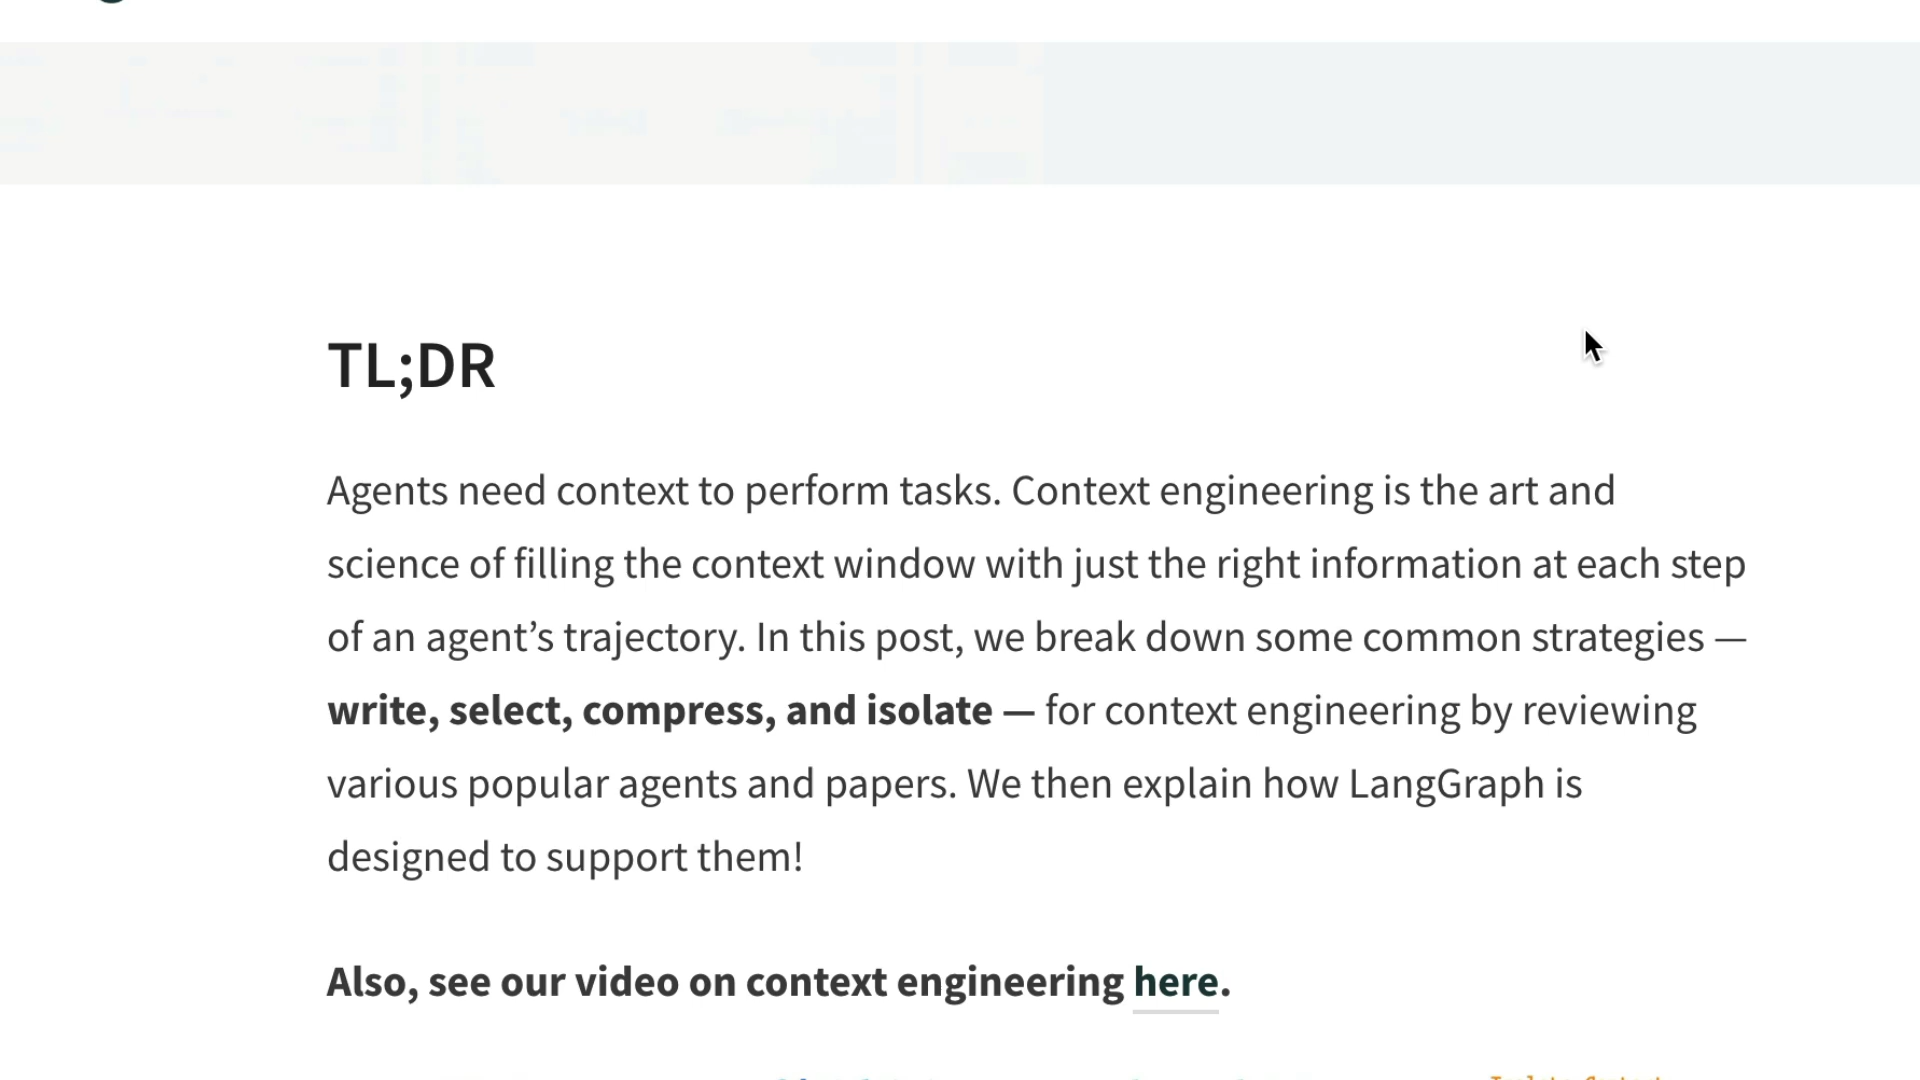 TL;DR
Agents need context to perform tasks. Context engineering is the art and
science of filling the context window with just the right information at each step
of an agent’s trajectory. In this post, we break down some common strategies —
write, select, compress, and isolate — for context engineering by reviewing
various popular agents and papers. We then explain how LangGraph is
designed to support them!
Also, see our video on context engineering here.